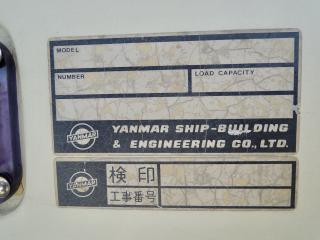 MODEL
NUMBER
LOAD CAPACITY
YANMAR
YANMAR SHIP-BUILDING
& ENGINEERING CO.,LTD.
YANMAR
検印
工事番号